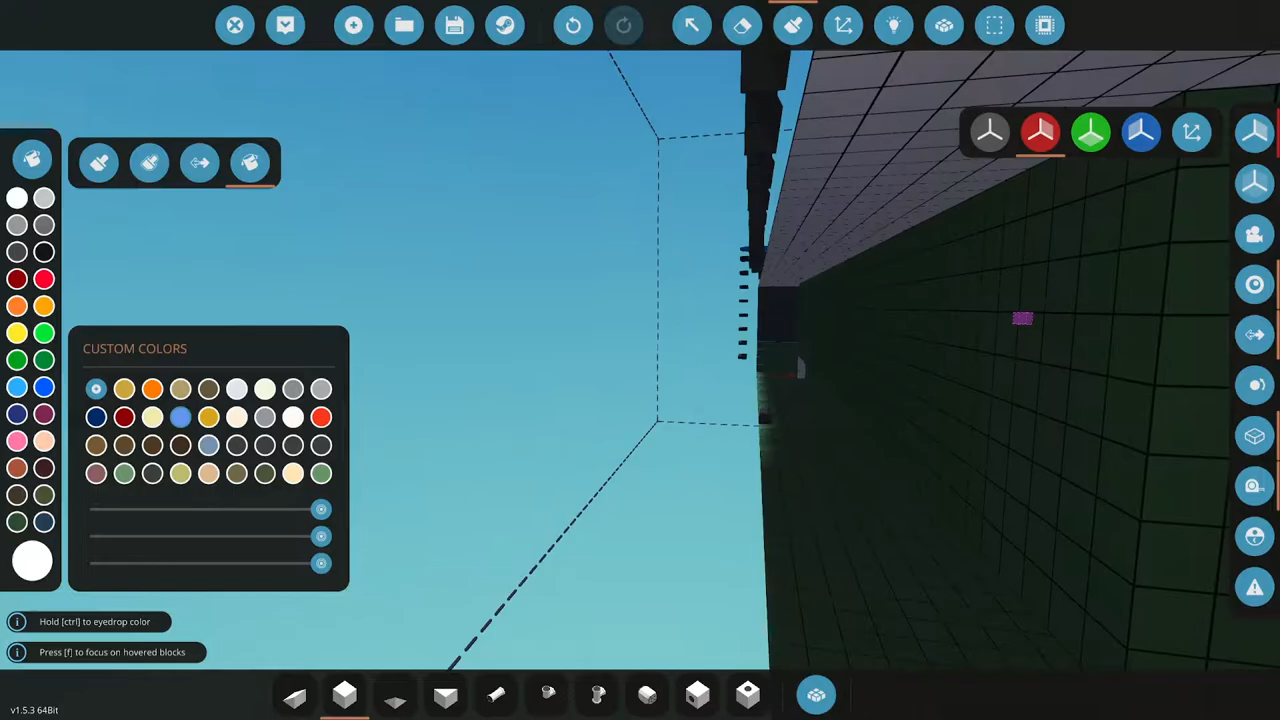 CUSTOM COLORS
Hold [ctrl] to eyedrop color
Press [f] to focus on hovered blocks
v1.5.3 64Bit